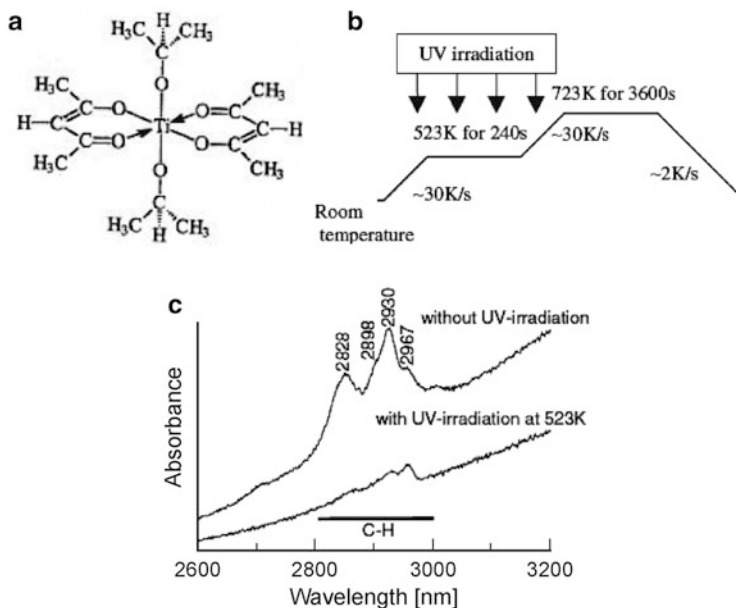 a
H
H₃C CH₃
C
O
H₃C CH₃
O O
H Ti H
O O
H₃C CH₃
O
C
H₃C CH₃
H
b
UV irradiation
723K for 3600s
523K for 240s
~30K/s
~2K/s
~30K/s
Room
temperature
c
2828
2898
2930
2967
without UV-irradiation
with UV-irradiation at 523K
C-H
Absorbance
2600 2800 3000 3200
Wavelength [nm]